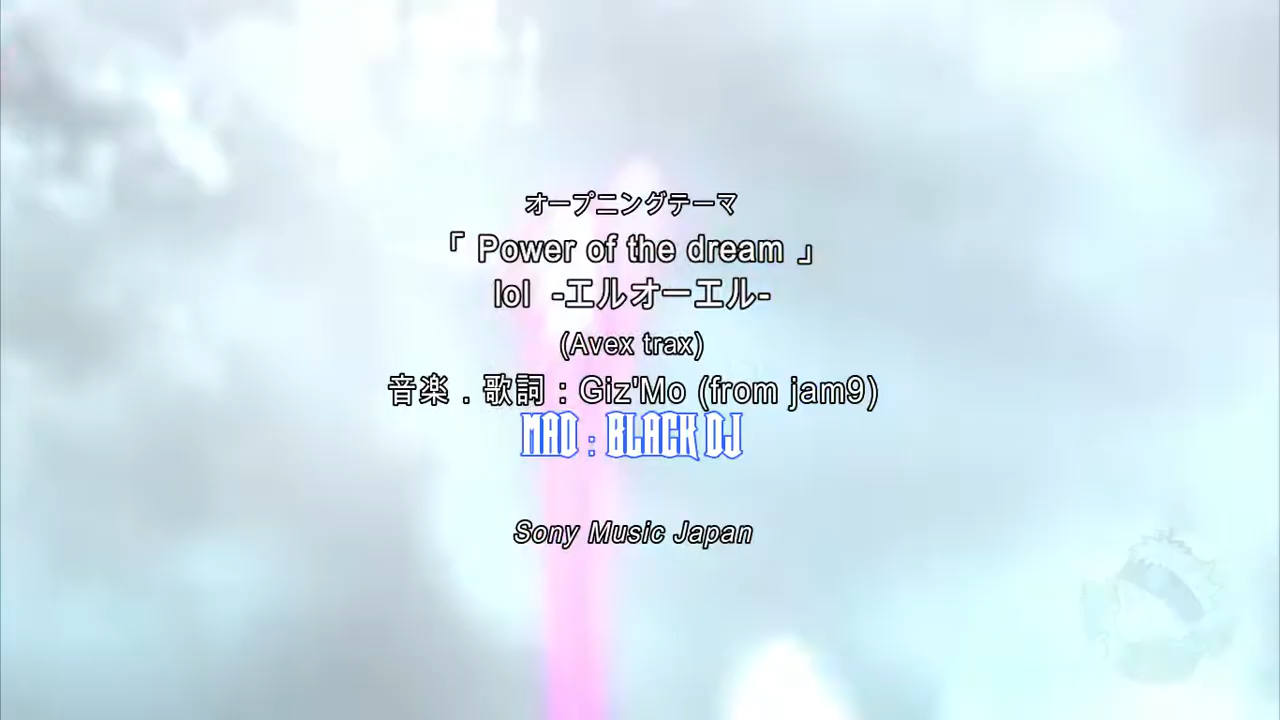 オープニングテーマ
「 Power of the dream 」
lol -エルオーエル-
(Avex trax)
音楽 . 歌詞 : Giz'Mo (from jam9)
MAD : BLACK DJ
Sony Music Japan